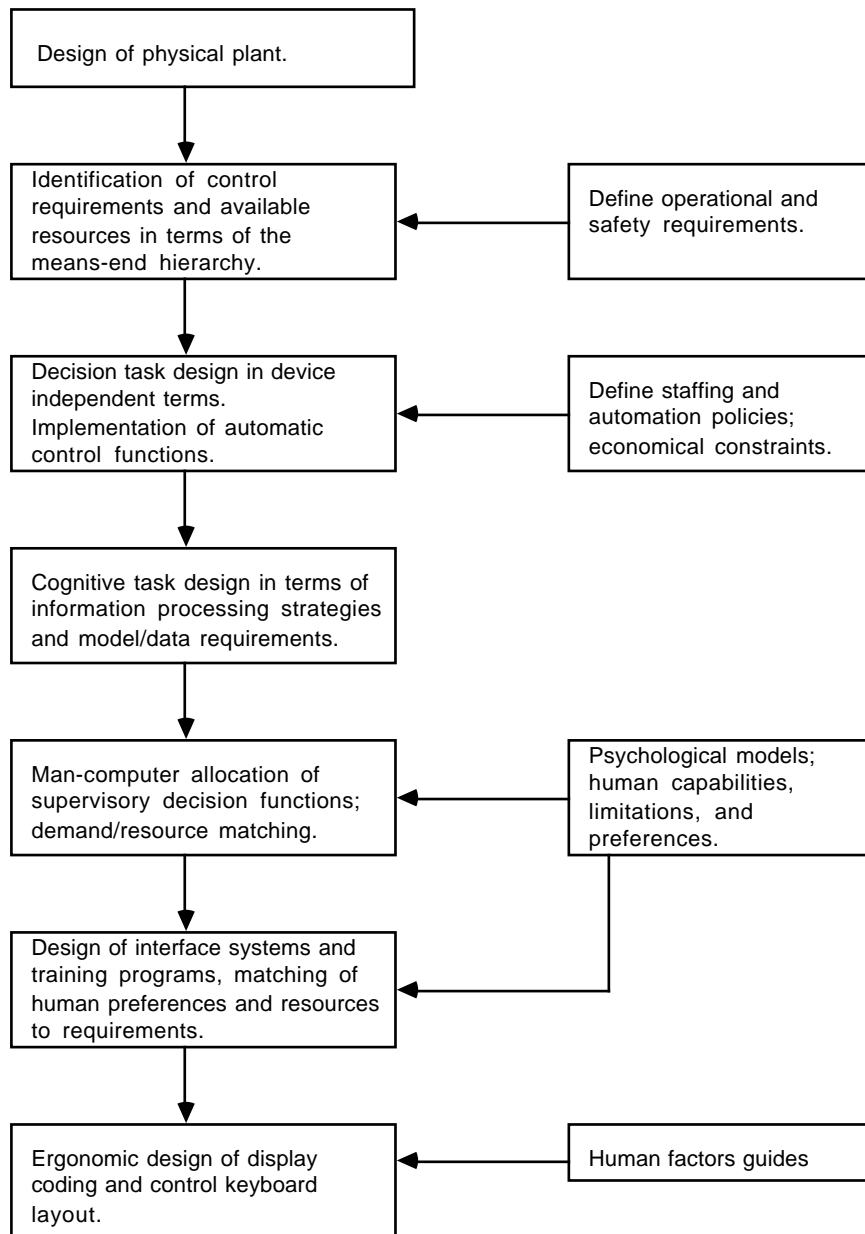 Design of physical plant.
Identification of control
requirements and available
resources in terms of the
means-end hierarchy.
Define operational and
safety requirements.
Decision task design in device
independent terms.
Implementation of automatic
control functions.
Define staffing and
automation policies;
economical constraints.
Cognitive task design in terms of
information processing strategies
and model/data requirements.
Man-computer allocation of
supervisory decision functions;
demand/resource matching.
Psychological models;
human capabilities,
limitations, and
preferences.
Design of interface systems and
training programs, matching of
human preferences and resources
to requirements.
Ergonomic design of display
coding and control keyboard
layout.
Human factors guides